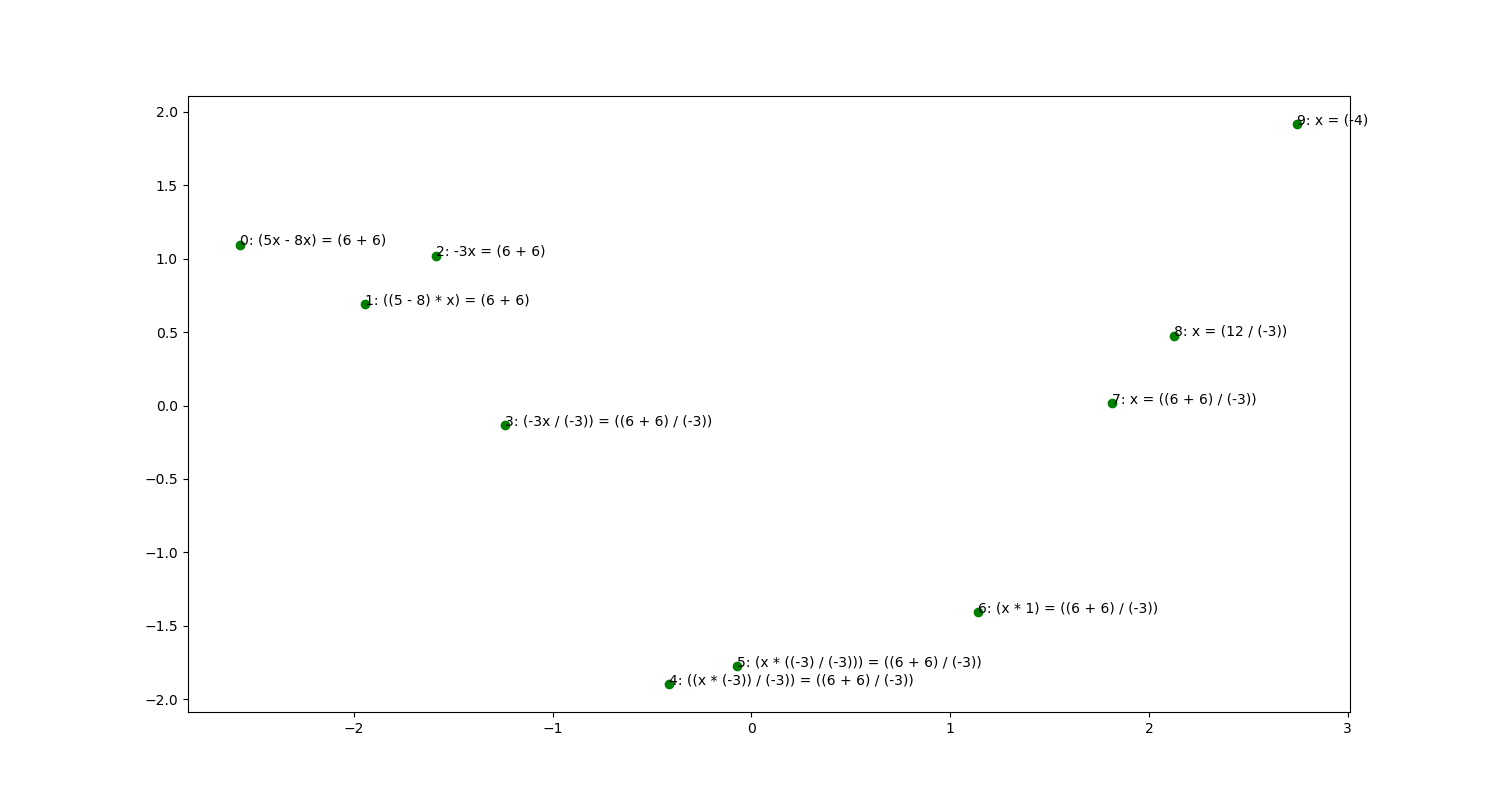 2.0
1.5
1.0
0.5
0.0
−0.5
−1.0
−1.5
−2.0
9: x = (-4)
0: (5x - 8x) = (6 + 6)
2: -3x = (6 + 6)
1: ((5 - 8) * x) = (6 + 6)
8: x = (12 / (-3))
7: x = ((6 + 6) / (-3))
3: (-3x / (-3)) = ((6 + 6) / (-3))
6: (x * 1) = ((6 + 6) / (-3))
5: (x * ((-3) / (-3))) = ((6 + 6) / (-3))
4: ((x * (-3)) / (-3)) = ((6 + 6) / (-3))
−2 −1 0 1 2 3